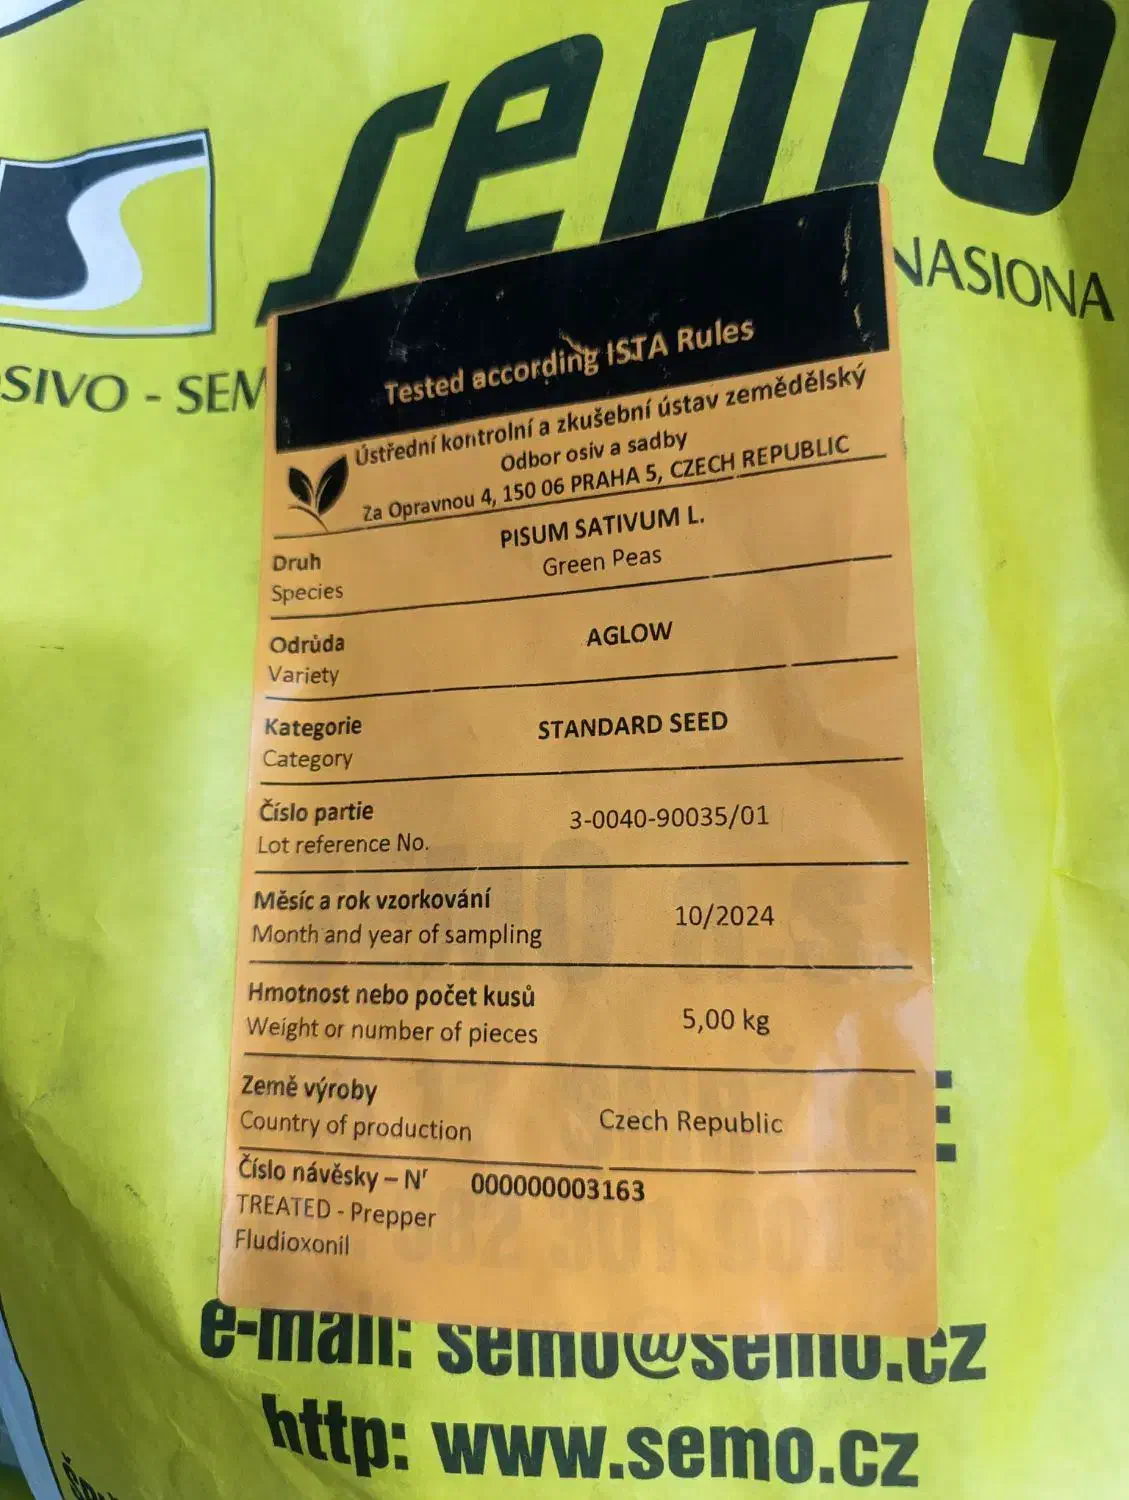 semo
NASIONA
SIVO - SEM
Tested according ISTA Rules
Ústřední kontrolní a zkušební ústav zemědělský
Odbor osiv a sadby
Za Opravnou 4, 150 06 PRAHA 5, CZECH REPUBLIC
Druh
Species
PISUM SATIVUM L.
Green Peas
Odrůda
Variety
AGLOW
Kategorie
Category
STANDARD SEED
Číslo partie
Lot reference No.
3-0040-90035/01
Měsíc a rok vzorkování
Month and year of sampling
10/2024
Hmotnost nebo počet kusů
Weight or number of pieces
5,00 kg
Země výroby
Country of production
Czech Republic
Číslo návěsky – Nr 000000003163
TREATED - Prepper
Fludioxonil
e-mail: semo@semo.cz
http: www.semo.cz